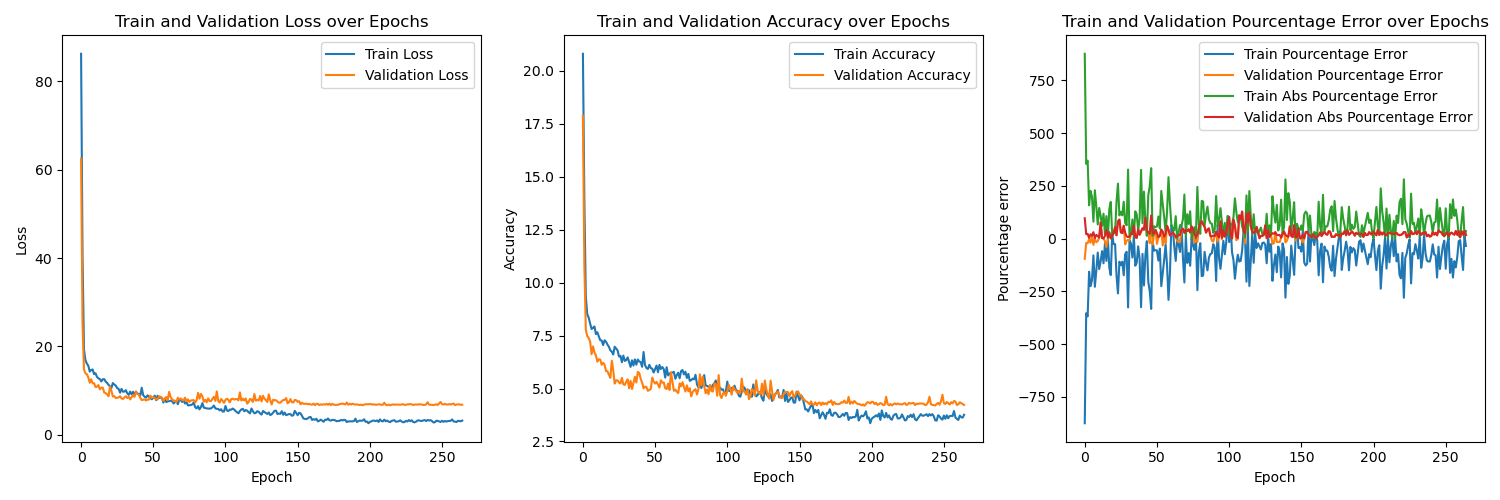 Train and Validation Loss over Epochs
Train Loss
Validation Loss
80
60
40
20
0
Loss
0
50
100
150
200
250
Epoch
Train and Validation Accuracy over Epochs
Train Accuracy
Validation Accuracy
20.0
17.5
15.0
12.5
10.0
7.5
5.0
2.5
Accuracy
0
50
100
150
200
250
Epoch
Train and Validation Pourcentage Error over Epochs
Train Pourcentage Error
Validation Pourcentage Error
Train Abs Pourcentage Error
Validation Abs Pourcentage Error
750
500
250
0
−250
−500
−750
Pourcentage error
0
50
100
150
200
250
Epoch